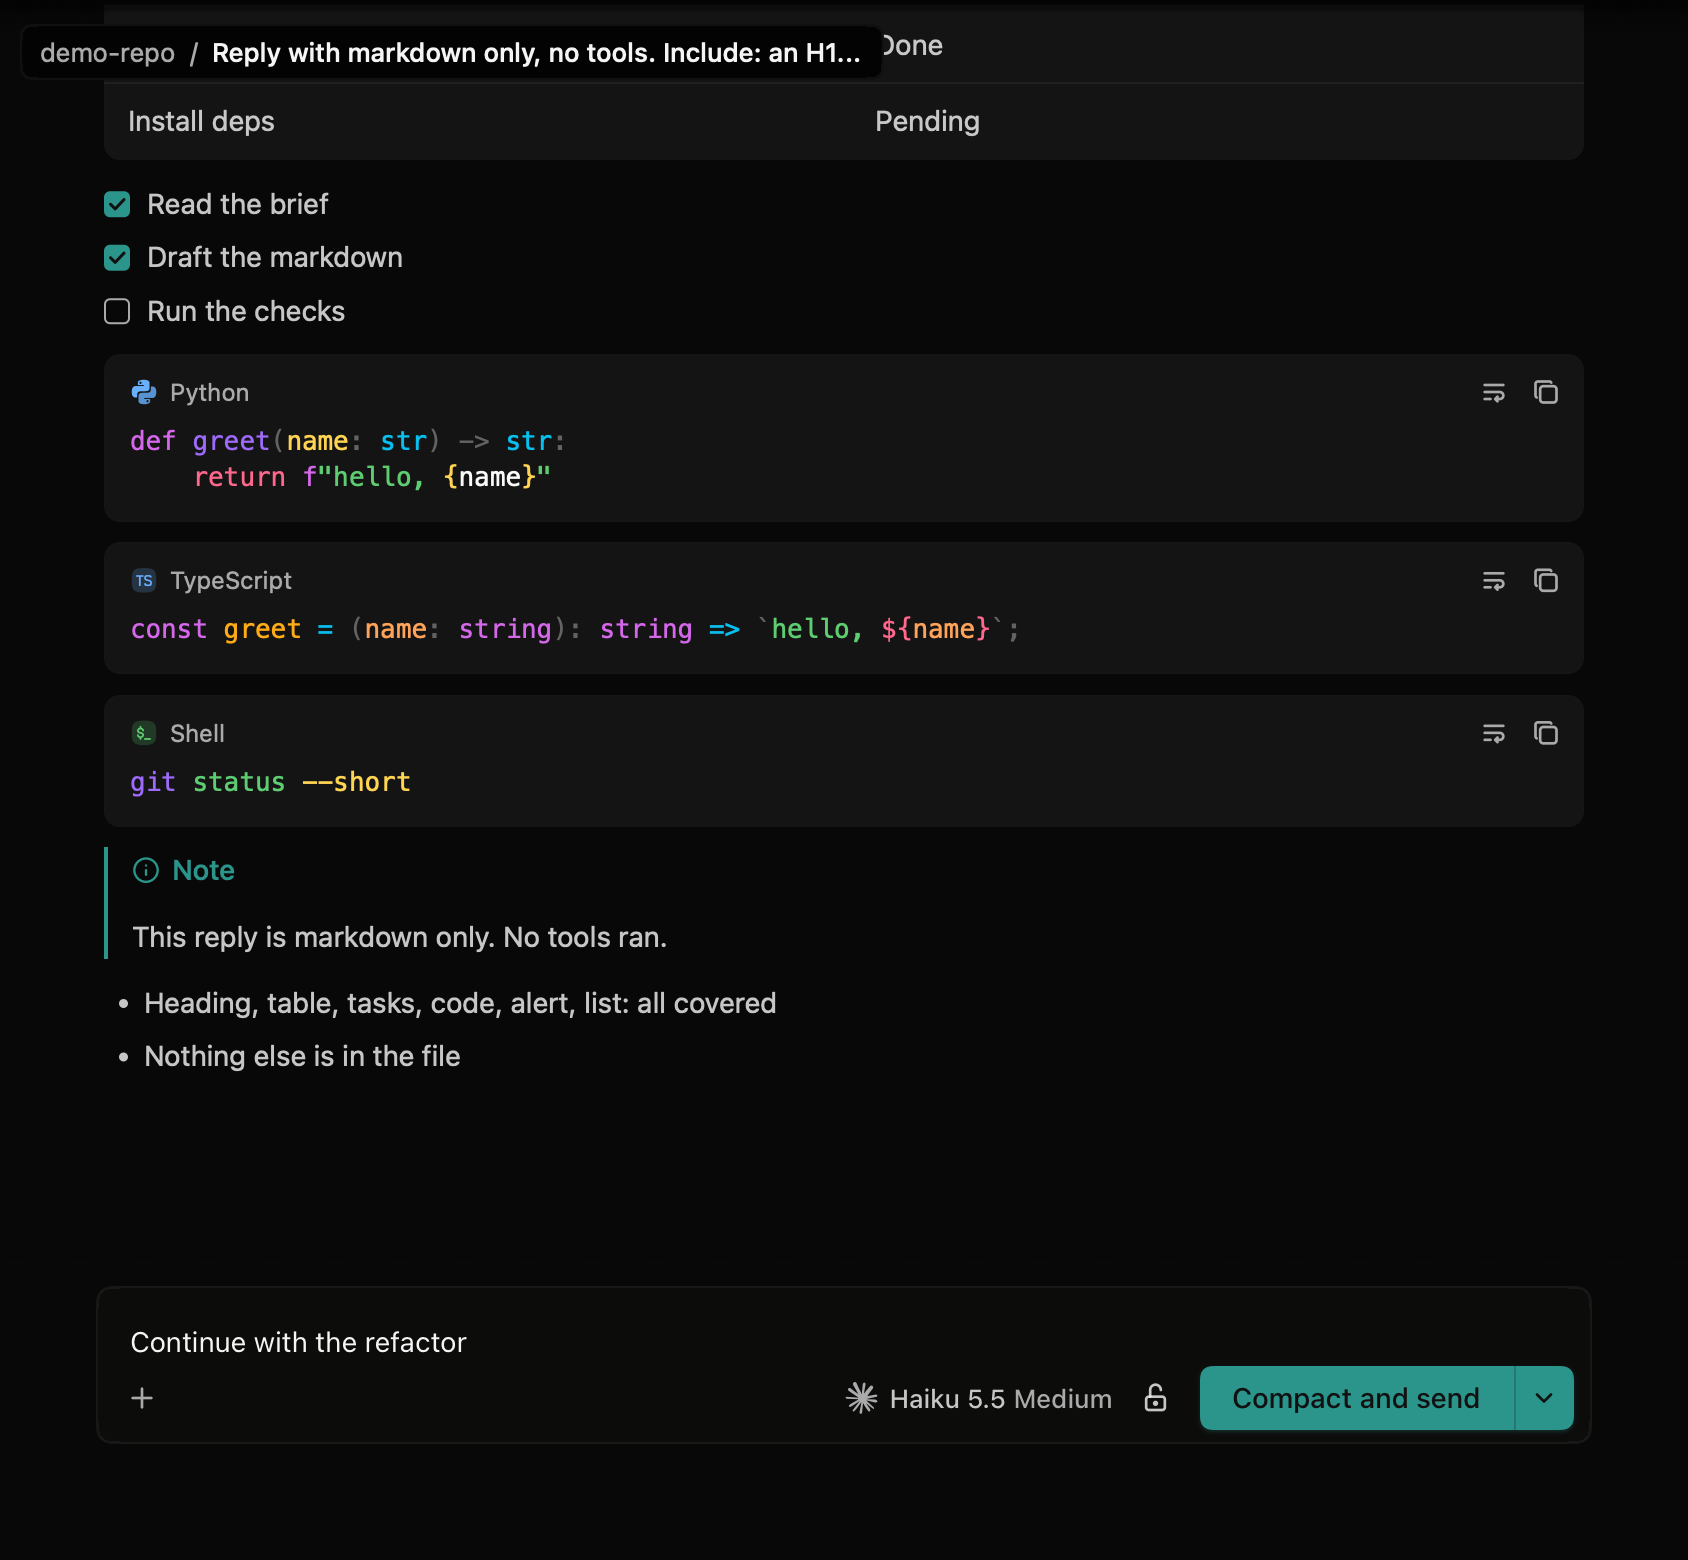 demo-repo / Reply with markdown only, no tools. Include: an H1...
Done
Install deps Pending
Read the brief
Draft the markdown
Run the checks
Python
def greet(name: str) -> str:
    return f"hello, {name}"
TS TypeScript
const greet = (name: string): string => `hello, ${name}`;
$_ Shell
git status --short
Note
This reply is markdown only. No tools ran.
• Heading, table, tasks, code, alert, list: all covered
• Nothing else is in the file
Continue with the refactor
Haiku 5.5 Medium Compact and send